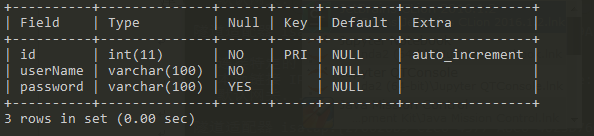 +----------+--------------+------+-----+---------+----------------+
| Field    | Type         | Null | Key | Default | Extra          |
+----------+--------------+------+-----+---------+----------------+
| id       | int(11)      | NO   | PRI | NULL    | auto_increment |
| userName | varchar(100) | NO   |     | NULL    |                |
| password | varchar(100) | YES  |     | NULL    |                |
+----------+--------------+------+-----+---------+----------------+
3 rows in set (0.00 sec)